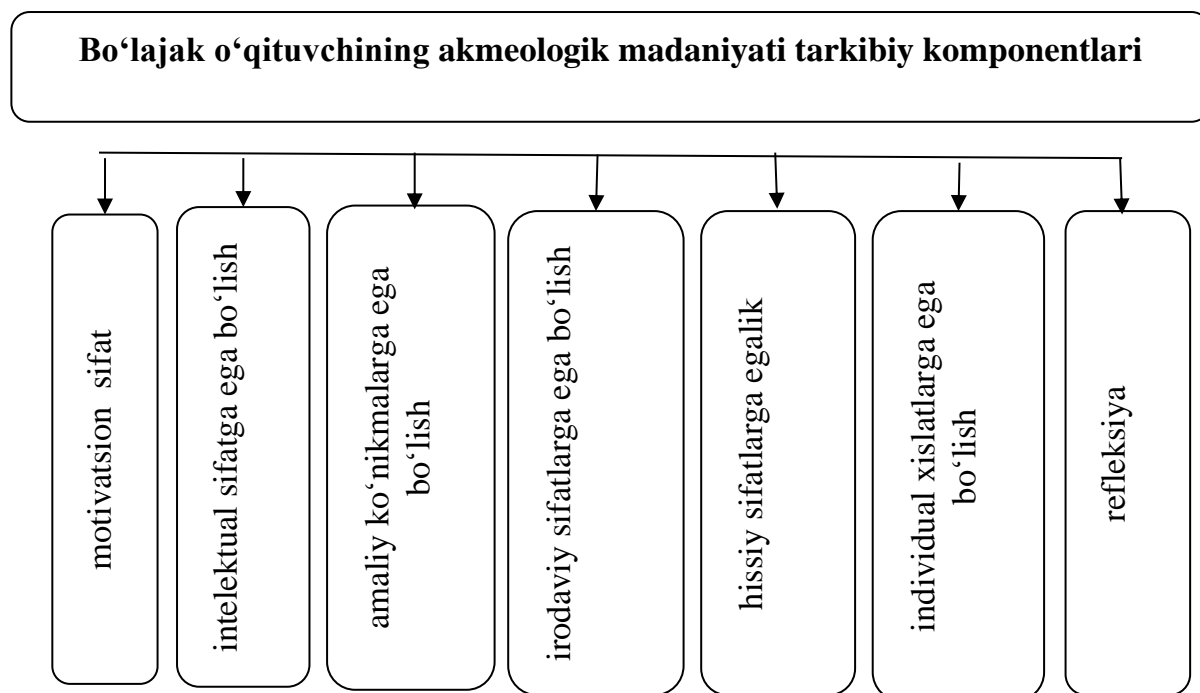 Bo‘lajak o‘qituvchining akmeologik madaniyati tarkibiy komponentlari
motivatsion sifat
intelektual sifatga ega bo‘lish
amaliy ko‘nikmalarga ega
bo‘lish
irodaviy sifatlarga ega bo‘lish
hissiy sifatlarga egalik
individual xislatlarga ega
bo‘lish
refleksiya